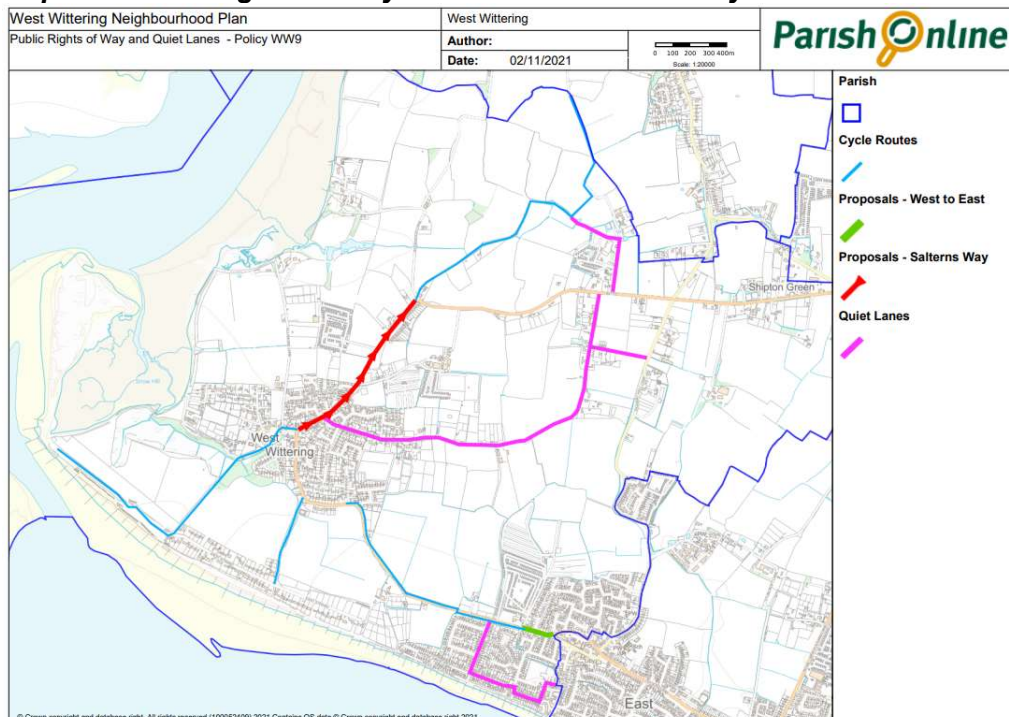 West Wittering Neighbourhood Plan
Public Rights of Way and Quiet Lanes - Policy WW9
West Wittering
Author:
Date: 02/11/2021
0 100 200 300 400m
Scale: 1:20000
Parish Online
Parish
Cycle Routes
Proposals - West to East
Proposals - Salterns Way
Quiet Lanes
Shipton Green
West
Wittering
East